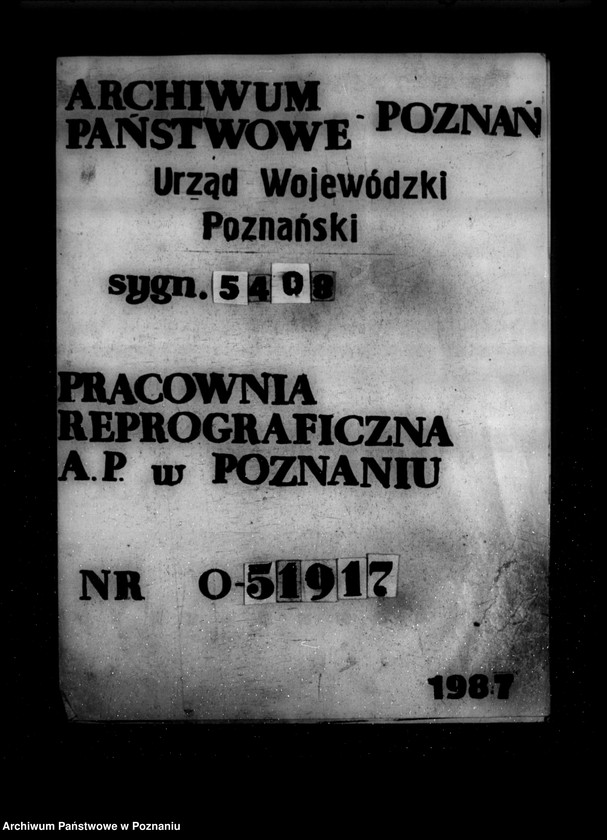 ARCHIWUM
PAŃSTWOWE - POZNAŃ
Urząd Wojewódzki
Poznański
sygn. 5408
PRACOWNIA
REPROGRAFICZNA
A.P. w POZNANIU
NR O-51917
1987
Archiwum Państwowe w Poznaniu